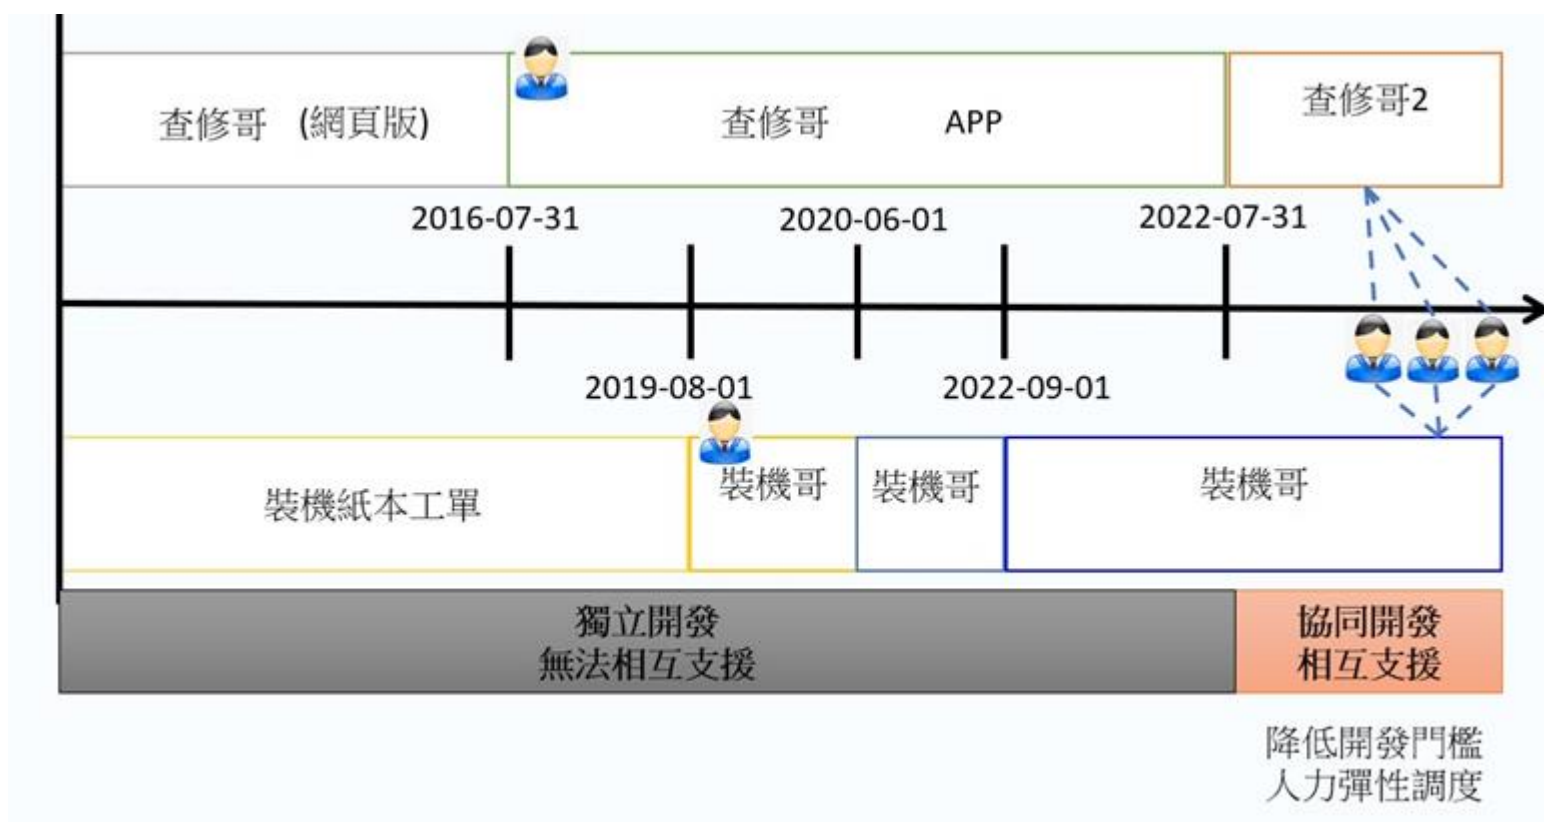 查修哥 (網頁版)
查修哥 APP
查修哥2
2016-07-31
2020-06-01
2022-07-31
2019-08-01
2022-09-01
裝機紙本工單
裝機哥
裝機哥
裝機哥
獨立開發
無法相互支援
協同開發
相互支援
降低開發門檻
人力彈性調度